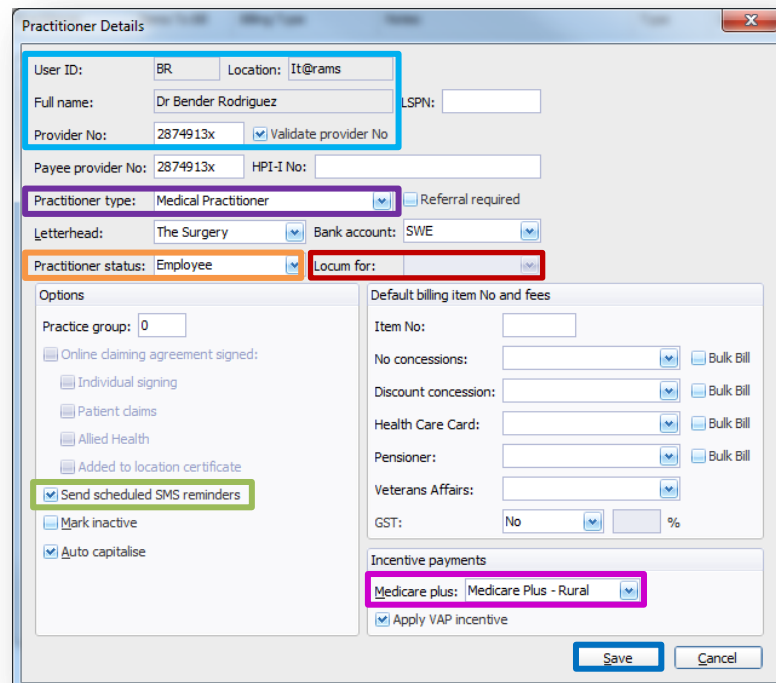 Practitioner Details
User ID: BR Location: It@rams
Full name: Dr Bender Rodriguez LSPN:
Provider No: 2874913x Validate provider No
Payee provider No: 2874913x HPI-I No:
Practitioner type: Medical Practitioner Referral required
Letterhead: The Surgery Bank account: SWE
Practitioner status: Employee Locum for:
Options
Practice group: 0
Online claiming agreement signed:
Individual signing
Patient claims
Allied Health
Added to location certificate
Send scheduled SMS reminders
Mark inactive
Auto capitalise
Default billing item No and fees
Item No:
No concessions: Bulk Bill
Discount concession: Bulk Bill
Health Care Card: Bulk Bill
Pensioner: Bulk Bill
Veterans Affairs:
GST: No %
Incentive payments
Medicare plus: Medicare Plus - Rural
Apply VAP incentive
Save Cancel